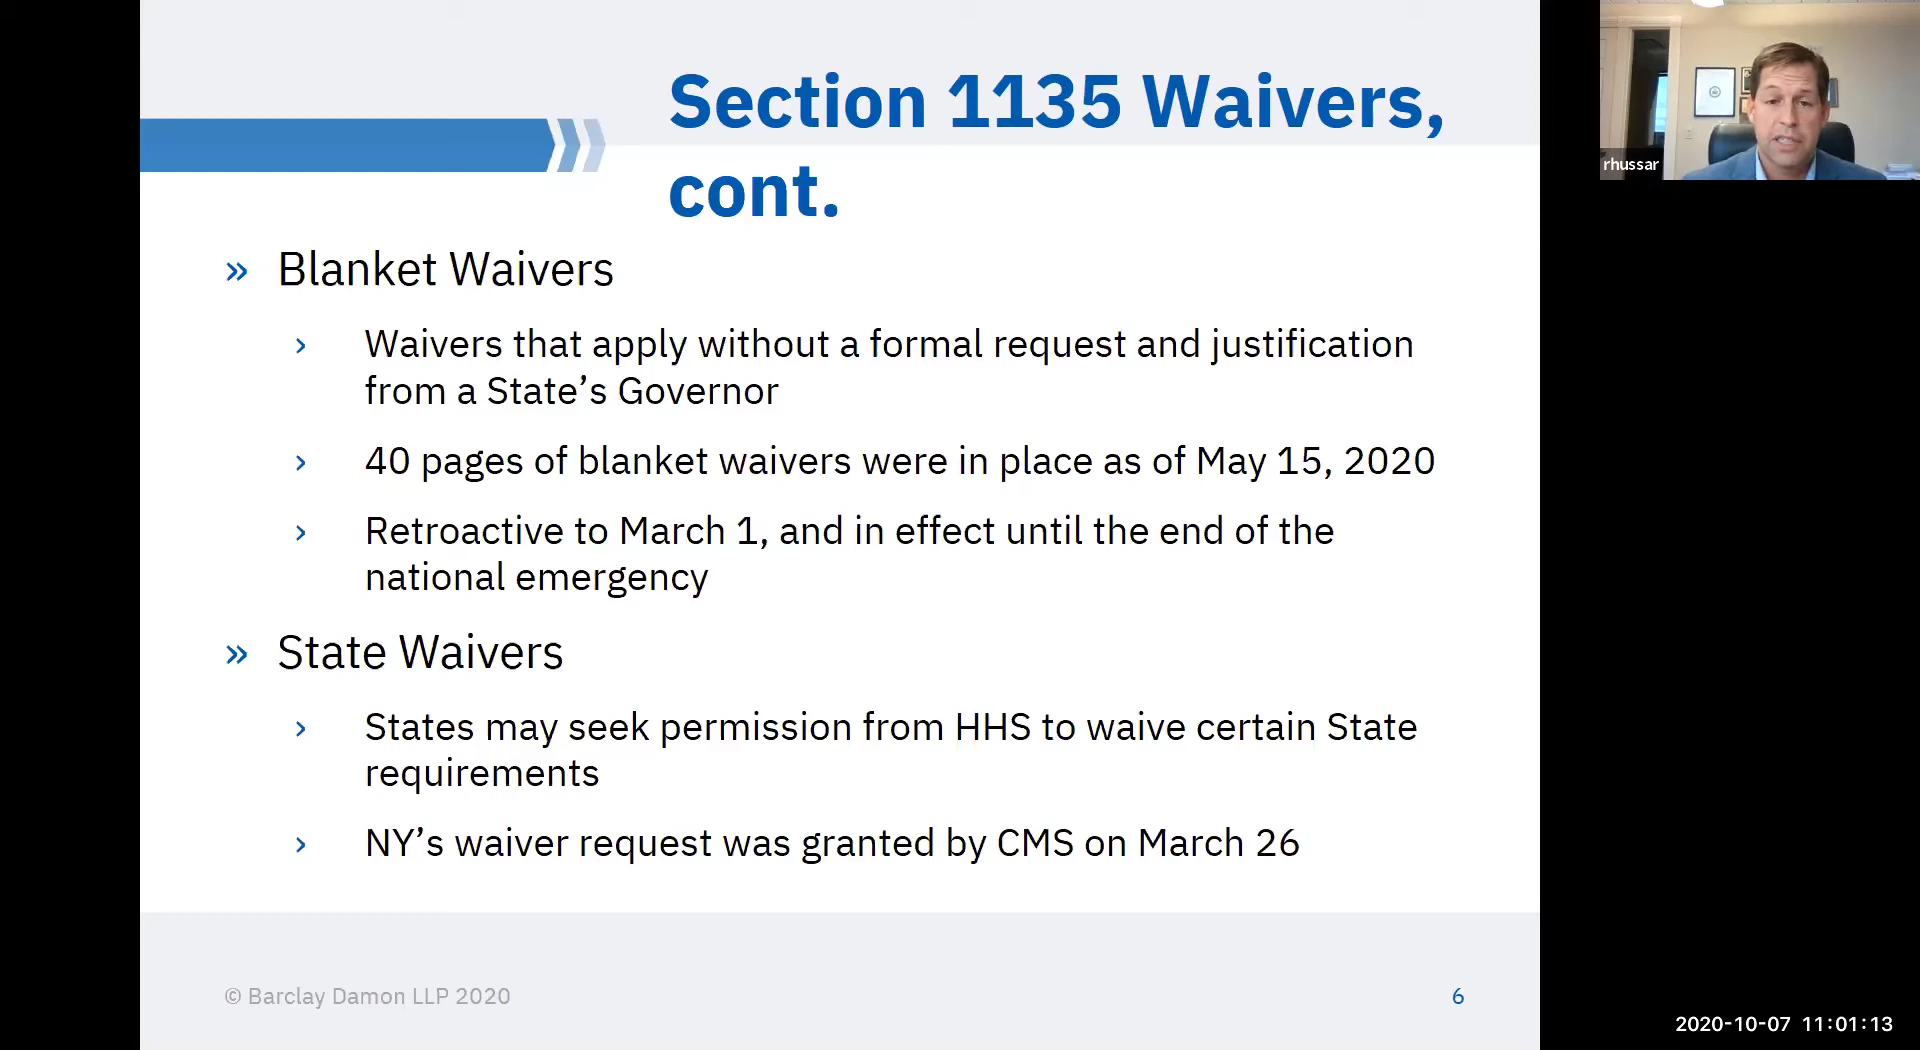 Section 1135 Waivers,
cont.
» Blanket Waivers
› Waivers that apply without a formal request and justification
from a State’s Governor
› 40 pages of blanket waivers were in place as of May 15, 2020
› Retroactive to March 1, and in effect until the end of the
national emergency
» State Waivers
› States may seek permission from HHS to waive certain State
requirements
› NY’s waiver request was granted by CMS on March 26
© Barclay Damon LLP 2020
6
rhussar
2020-10-07 11:01:13